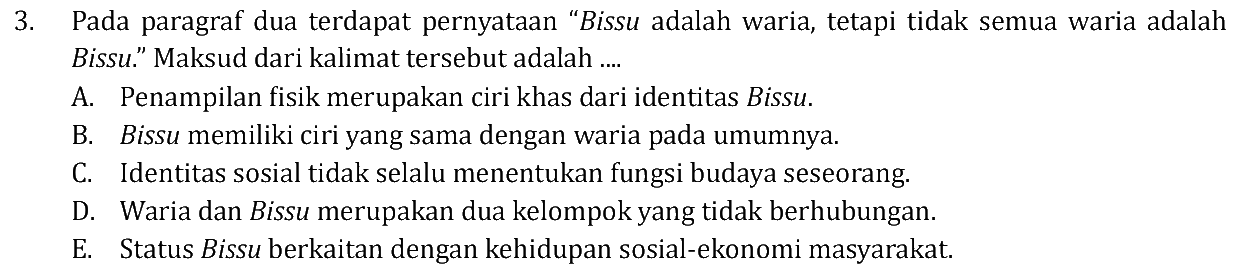 3. Pada paragraf dua terdapat pernyataan “Bissu adalah waria, tetapi tidak semua waria adalah
Bissu.” Maksud dari kalimat tersebut adalah ....
A. Penampilan fisik merupakan ciri khas dari identitas Bissu.
B. Bissu memiliki ciri yang sama dengan waria pada umumnya.
C. Identitas sosial tidak selalu menentukan fungsi budaya seseorang.
D. Waria dan Bissu merupakan dua kelompok yang tidak berhubungan.
E. Status Bissu berkaitan dengan kehidupan sosial-ekonomi masyarakat.